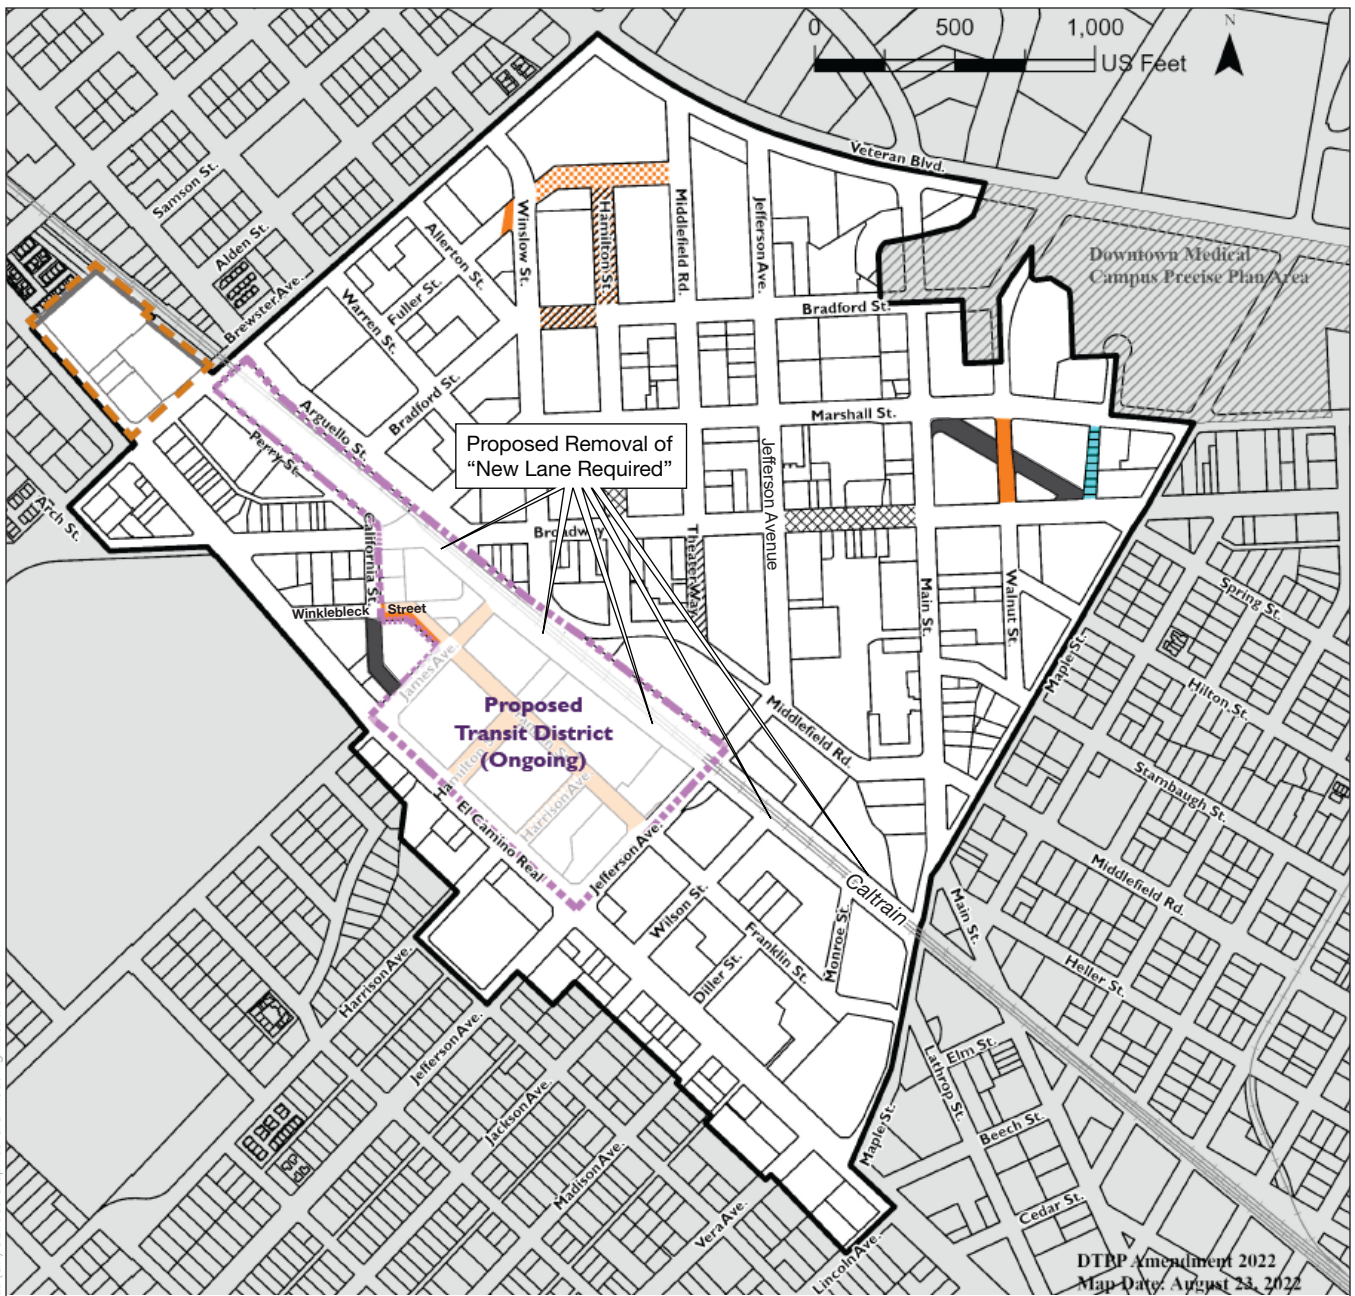 0 500 1,000
US Feet
N
Veteran Blvd.
Samson St.
Alden St.
Brewster Ave.
Allerton St.
Fuller St.
Warren St.
Winslow St.
Hamilton St.
Middlefield Rd.
Jefferson Ave.
Downtown Medical
Campus Precise Plan Area
Bradford St.
Bradford St.
Arguello St.
Perry St.
Marshall St.
Proposed Removal of
“New Lane Required”
Jefferson Avenue
Arch St.
California St.
Broadway
Theater Way
Main St.
Walnut St.
Maple St.
Spring St.
Winklebleck Street
James Ave.
Hilton St.
Proposed
Transit District
(Ongoing)
Hamilton
Harrison Ave.
Middlefield Rd.
Stambaugh St.
El Camino Real
Jefferson Ave.
Middlefield Rd.
Caltrain
Wilson St.
Franklin St.
Monroe St.
Diller St.
Main St.
Heller St.
Harrison Ave.
Jefferson Ave.
Jackson Ave.
Madison Ave.
Vera Ave.
Lincoln Ave.
Maple St.
Lathrop St.
Elm St.
Beech St.
Cedar St.
DTPP Amendment 2022
Map Date: August 23, 2022